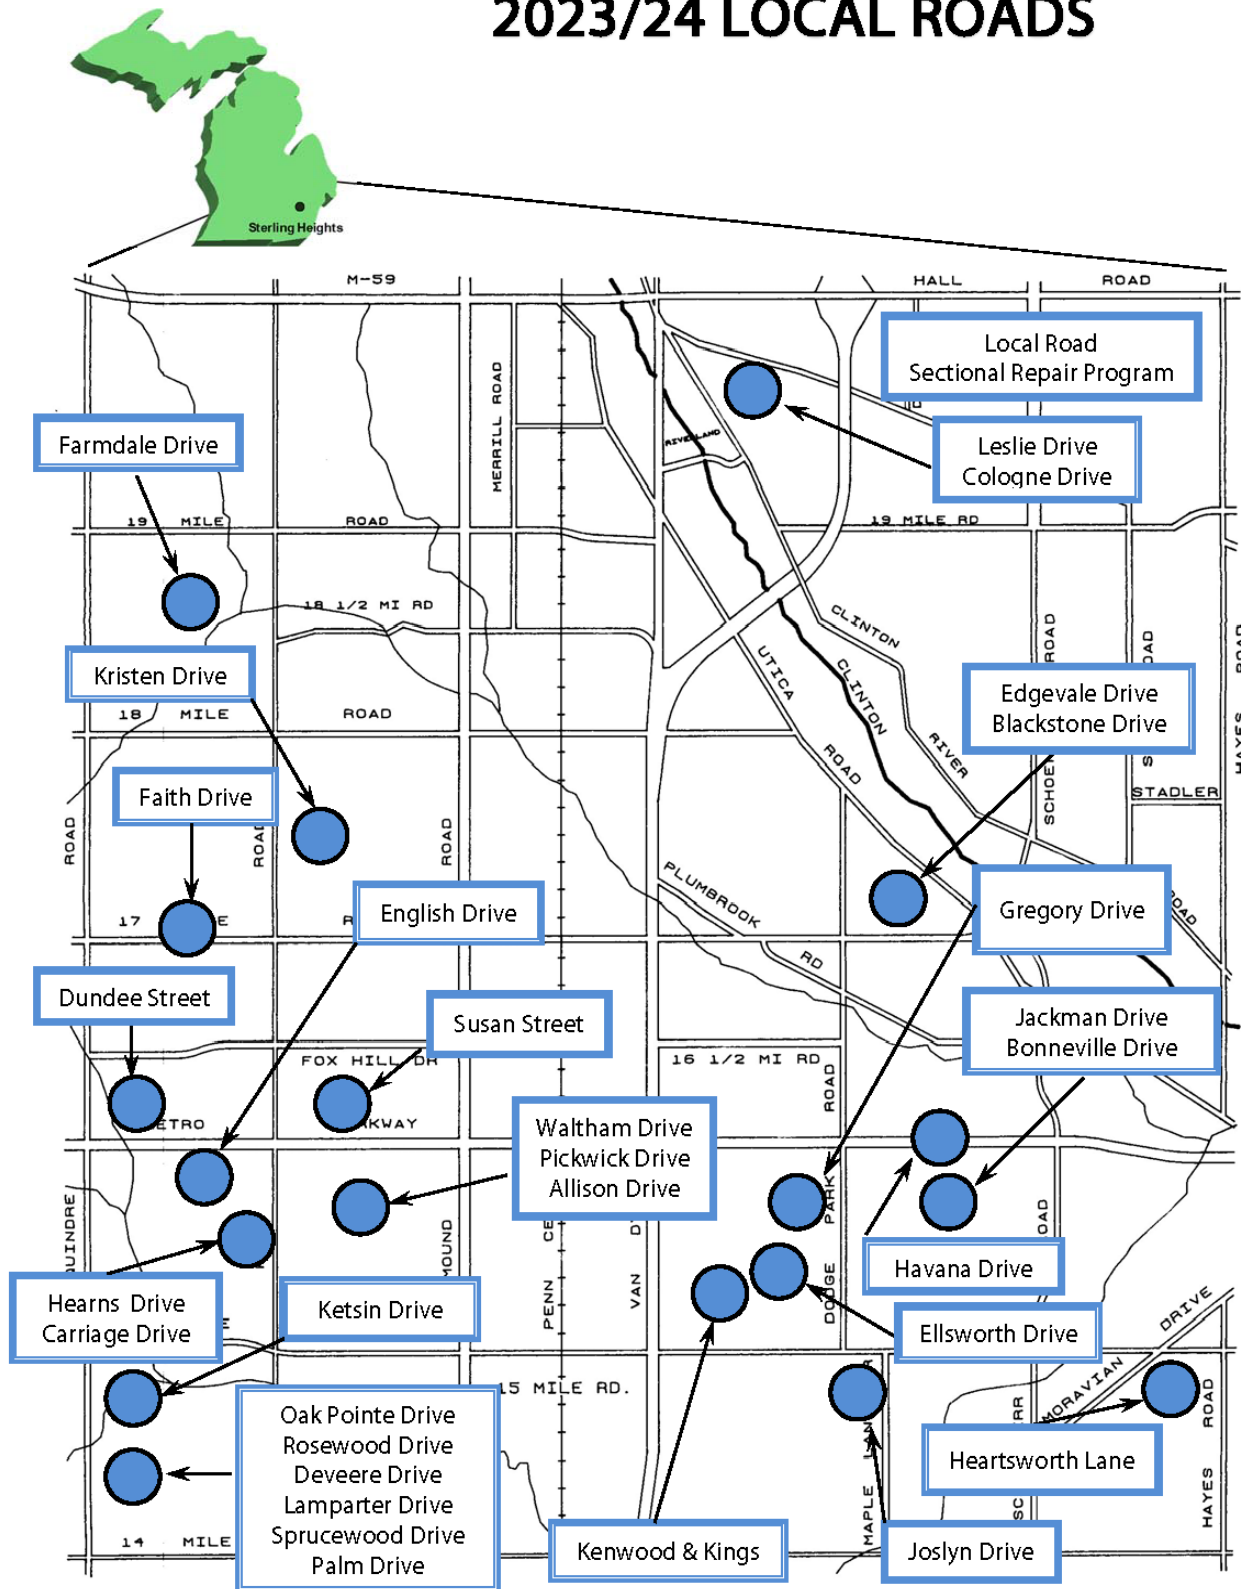 2023/24 LOCAL ROADS
Sterling Heights
M-59
HALL
ROAD
Local Road
Sectional Repair Program
MERRILL ROAD
RIVERLAND
Farmdale Drive
Leslie Drive
Cologne Drive
19 MILE
ROAD
19 MILE RD
18 1/2 MI RD
CLINTON
RIVER
ROAD
UTICA
ROAD
CLINTON
ROAD
ROAD
HAYES
Kristen Drive
Edgevale Drive
Blackstone Drive
18 MILE
ROAD
STADLER
Faith Drive
ROAD
ROAD
ROAD
PLUMBROOK
RD
English Drive
Gregory Drive
17
Dundee Street
Susan Street
Jackman Drive
Bonneville Drive
FOX HILL DR
16 1/2 MI RD
ROAD
Waltham Drive
Pickwick Drive
Allison Drive
PARK
DODGE
MOUND
PENN
VAN
Havana Drive
Hearns Drive
Carriage Drive
Ketsin Drive
Ellsworth Drive
MORAVIAN
DRIVE
15 MILE RD.
Oak Pointe Drive
Rosewood Drive
Deveere Drive
Lamparter Drive
Sprucewood Drive
Palm Drive
Heartsworth Lane
HAYES
ROAD
MAPLE
14 MILE
Kenwood & Kings
Joslyn Drive